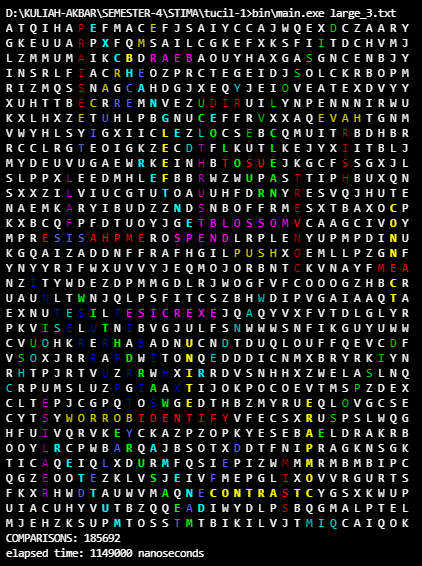 D:\KULIAH-AKBAR\SEMESTER-4\STIMA\tucil-1>bin\main.exe large_3.txt
A T Q I H A R E F M A C E F J S A I Y C C A J W Q E X D C Z A A R Y
G K E U U A R P X F Q M S A I L C G K E F X K S F I I T D C H V M J
L Z M M U M A I K C B D R A E B A O U Y H A X G A S G N C E N B J Y
I N S R L F I A C R H E O Z P R C T E G E I D J S O L C K R B O P M
R I Z M Q S S N A G C A H D G J X E Q Y J E I O V E A T E X D V C Y
X U H T T B E C R R E M N V E Z U D I R U I L Y N P E N N N I R W U
K X L H X Z E T U H L P B G N U C E F F R V X X A Q E V A H T G N M
V W Y H L S Y I G X I I C L E Z L O C S E B C Q M U I T R B D H B R
R C C L R G T E O I G K Z E C D T F L K U T L K E J Y X I I T B L J
M Y D E U V U G A E W R K E I N H B T O S U E J K G C F S S G X J L
S L P P X L E E D M H L E F B B R W Z W U P A S T T I P H B U X Q N
S X X Z I L V I U C G T U T O A U U H F D R N Y R E S V Q J H U T E
N A E M K A R Y I B U D Z Z N D S N B O F F R M E S X T B A X O C P
K X B C Q F P F D T U O Y J G E T B L O S S O M V C A A G C I V O Y
M P R E S I S A H P M E R O S P E N D L R P L E N Y U P M P D I N U
K G Q A I Z A D D N F F R A F H G I L P U S H X Q E M L L P Z G N F
Y N Y Y R J F W X U V V Y J E Q M O J O R B N T C K V N A Y F M E A
N Z I T Y W D E Z D P M M G D L R J W O G F V F C O O O G Z H B C R
U A U N L T W N J Q L P S F I T C S Z B H W D I P V G A I A A Q T A
E X N U T E S I L T E S I C R E X E J Q A Q Y V X F V T D L G L Y R
P K V I S E L U T N I B V G J U L F S N W W W S N F I K G U Y U W W
C V U O H K R E R H A B A D N U C N D T D U Q L O U F F Q E V C D F
V S O X J R R A A P D W I T O N Q E D D D I C N M X B R Y R K I Y N
R H T P J R T V U Z R R W H X I R R D V S N H H X Z W E L A S L N Q
C R P U M S L U Z P G T A A X T I J O K P O C O E V T M S P Z D E X
C L T E P J C G P Q T O S W G E D T H B Z M Y R U E Q L O V G C S E
C Y T S Y W O R R O B I D E N T I F Y V F E C S X R U S P S L W Q G
H F U I V Q R V K E Y C K A Z P Z O P K Y E S E B A E L D R A K R B
O O Y L R C P W B A R Q A J B S O T X D D T F N I P R A G K N S G K
T I C A Q E I Q L X D U R M F Q S I E P I Z W M M M R M B M B I P C
Q G Z E O O T E Z K L V S J E I V F M E P G L I X O O V V R G U R T S
F K X R H W D T A U W V M A Q N E C O N T R A S T C Y G S X K W U P
U I A C U H Y V U T B Z Q Q E A D I W Y D L P S B Q G M A L P T E L
M J E H Z K S U P M T O S S T M T B I K I L V J T M I Q C A I Q O K
COMPARISONS: 185692
elapsed time: 1149000 nanoseconds